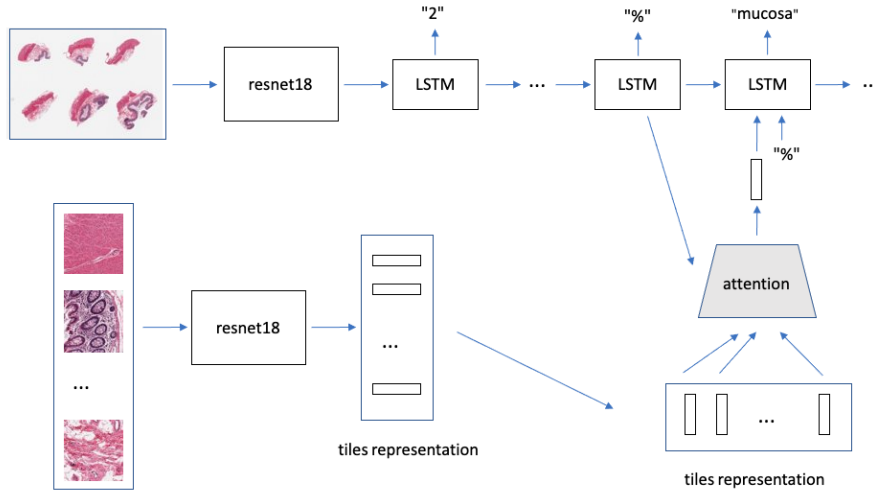 "2"
"%"
"mucosa"
resnet18
LSTM
...
LSTM
LSTM
..
"%"
resnet18
...
...
attention
...
tiles representation
tiles representation